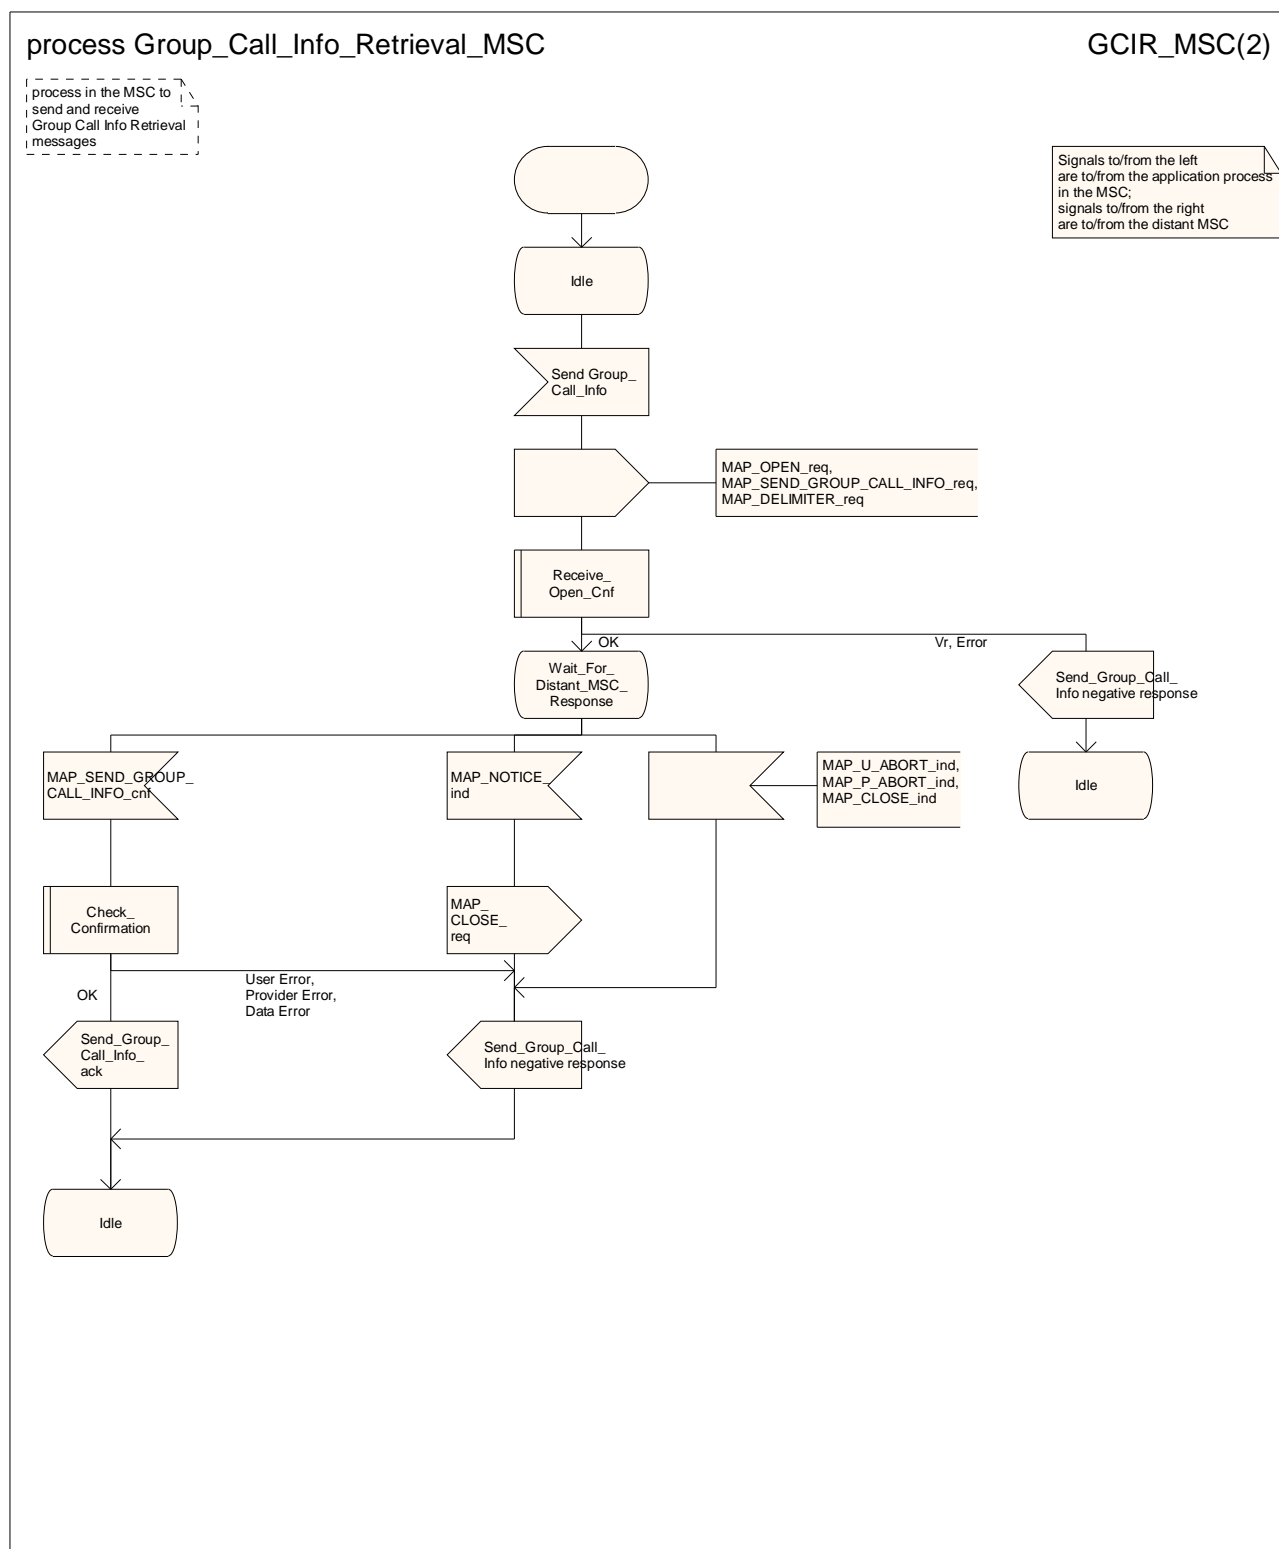 process Group_Call_Info_Retrieval_MSC
GCIR_MSC(2)
process in the MSC to
send and receive
Group Call Info Retrieval
messages
Signals to/from the left
are to/from the application process
in the MSC;
signals to/from the right
are to/from the distant MSC
Idle
Send Group_
Call_Info
MAP_OPEN_req,
MAP_SEND_GROUP_CALL_INFO_req,
MAP_DELIMITER_req
Receive_
Open_Cnf
OK
Vr, Error
Wait_For_
Distant_MSC_
Response
Send_Group_Call_
Info negative response
MAP_SEND_GROUP_
CALL_INFO_cnf
MAP_NOTICE_
ind
MAP_U_ABORT_ind,
MAP_P_ABORT_ind,
MAP_CLOSE_ind
Idle
Check_
Confirmation
MAP_
CLOSE_
req
User Error,
Provider Error,
Data Error
OK
Send_Group_
Call_Info_
ack
Send_Group_Call_
Info negative response
Idle